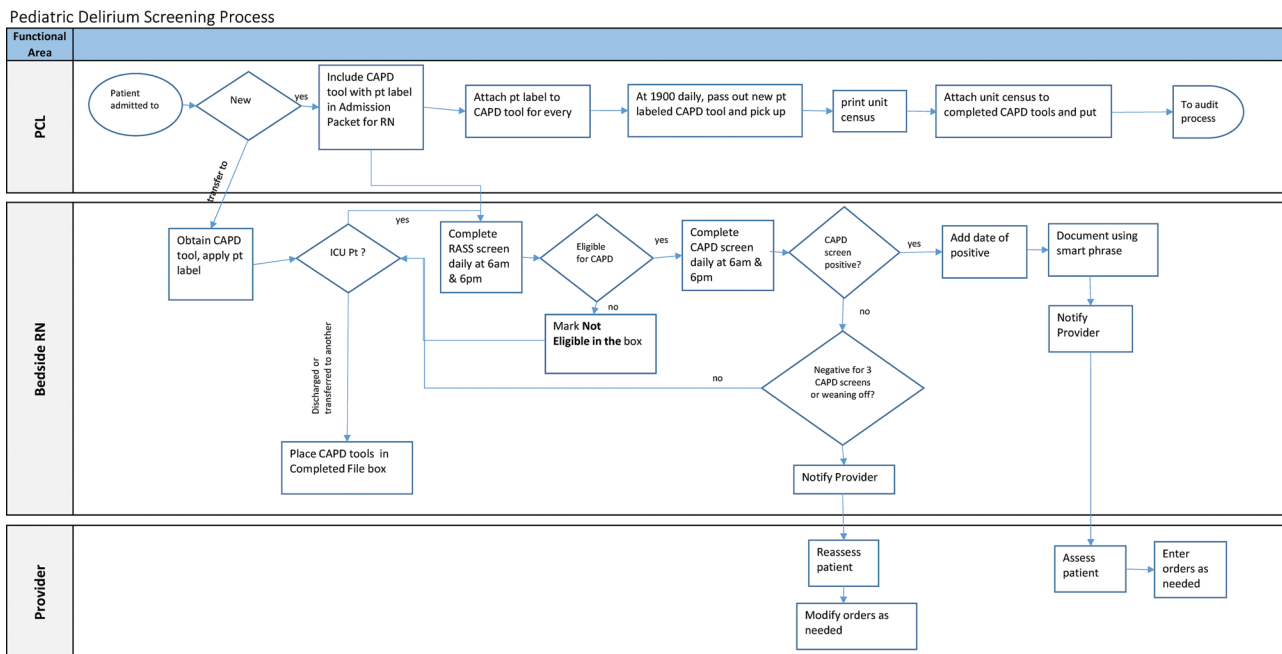 Pediatric Delirium Screening Process
Functional
Area
PCL
Patient
admitted to
New
yes
Include CAPD
tool with pt label
in Admission
Packet for RN
Attach pt label to
CAPD tool for every
At 1900 daily, pass out new pt
labeled CAPD tool and pick up
print unit
census
Attach unit census to
completed CAPD tools and put
To audit
process
transfer to
Bedside RN
Obtain CAPD
tool, apply pt
label
ICU Pt ?
yes
Complete
RASS screen
daily at 6am
& 6pm
Eligible
for CAPD
yes
Complete
CAPD screen
daily at 6am &
6pm
CAPD
screen
positive?
yes
Add date of
positive
Document using
smart phrase
no
Mark Not
Eligible in the box
no
Notify
Provider
Discharged or
transferred to another
no
Negative for 3
CAPD screens
or weaning off?
Place CAPD tools in
Completed File box
Notify Provider
Provider
Reassess
patient
Modify orders as
needed
Assess
patient
Enter
orders as
needed